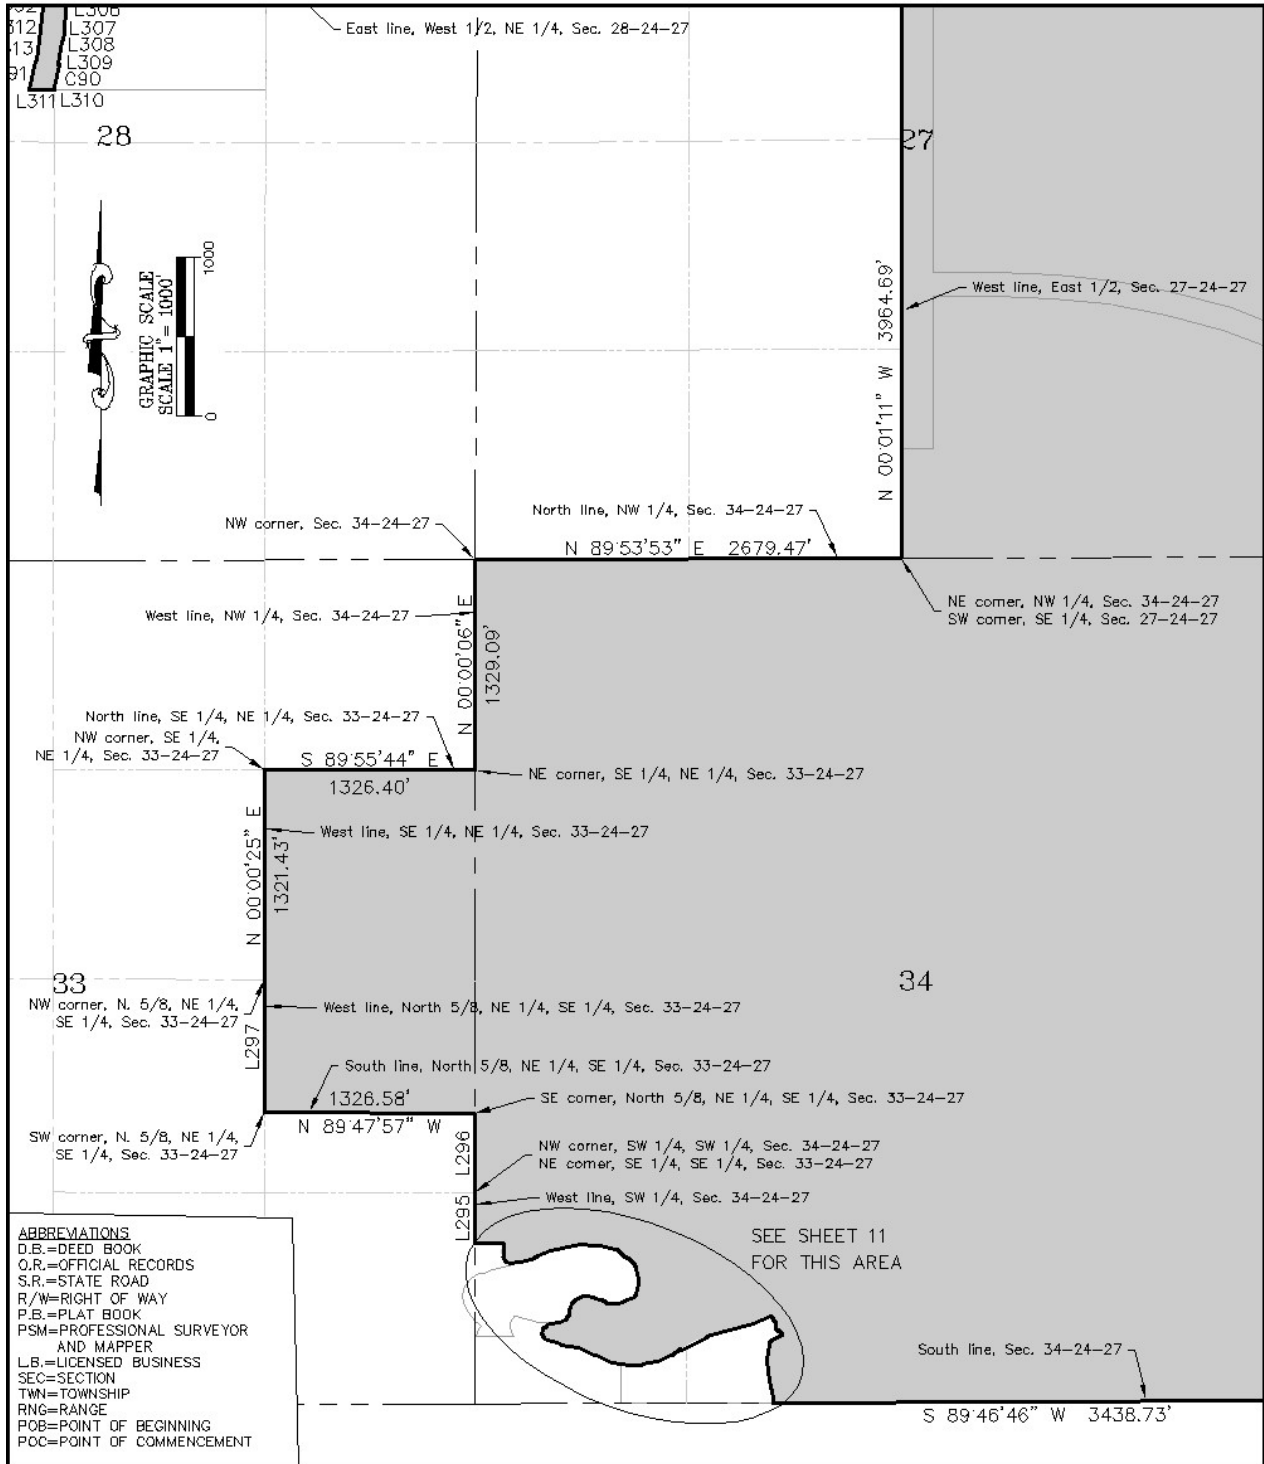 L307
L308
L309
C90
L311 L310
East line, West 1/2, NE 1/4, Sec. 28-24-27
28
27
GRAPHIC SCALE
SCALE 1" = 1000'
0
1000
N 00°01'11" W 3964.69'
West line, East 1/2, Sec. 27-24-27
NW corner, Sec. 34-24-27
North line, NW 1/4, Sec. 34-24-27
N 89°53'53" E 2679.47'
NE corner, NW 1/4, Sec. 34-24-27
SW corner, SE 1/4, Sec. 27-24-27
West line, NW 1/4, Sec. 34-24-27
N 00°00'06" E
1329.09'
North line, SE 1/4, NE 1/4, Sec. 33-24-27
NW corner, SE 1/4,
NE 1/4, Sec. 33-24-27
S 89°55'44" E
1326.40'
NE corner, SE 1/4, NE 1/4, Sec. 33-24-27
West line, SE 1/4, NE 1/4, Sec. 33-24-27
N 00°00'25" E
1321.43'
33
34
NW corner, N. 5/8, NE 1/4,
SE 1/4, Sec. 33-24-27
West line, North 5/8, NE 1/4, SE 1/4, Sec. 33-24-27
L297
South line, North 5/8, NE 1/4, SE 1/4, Sec. 33-24-27
1326.58'
N 89°47'57" W
SE corner, North 5/8, NE 1/4, SE 1/4, Sec. 33-24-27
SW corner, N. 5/8, NE 1/4,
SE 1/4, Sec. 33-24-27
L296
NW corner, SW 1/4, SW 1/4, Sec. 34-24-27
NE corner, SE 1/4, SE 1/4, Sec. 33-24-27
L295
West line, SW 1/4, Sec. 34-24-27
SEE SHEET 11
FOR THIS AREA
South line, Sec. 34-24-27
S 89°46'46" W 3438.73'
ABBREVIATIONS
D.B.=DEED BOOK
O.R.=OFFICIAL RECORDS
S.R.=STATE ROAD
R/W=RIGHT OF WAY
P.B.=PLAT BOOK
PSM=PROFESSIONAL SURVEYOR
AND MAPPER
L.B.=LICENSED BUSINESS
SEC=SECTION
TWN=TOWNSHIP
RNG=RANGE
POB=POINT OF BEGINNING
POC=POINT OF COMMENCEMENT